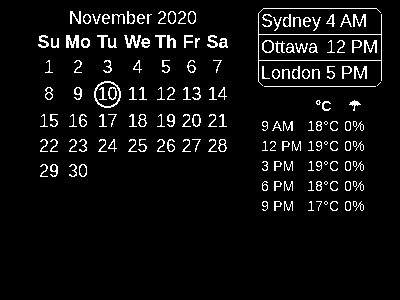 November 2020
Su Mo Tu We Th Fr Sa
1 2 3 4 5 6 7
8 9 10 11 12 13 14
15 16 17 18 19 20 21
22 23 24 25 26 27 28
29 30
Sydney 4 AM
Ottawa 12 PM
London 5 PM
°C
9 AM 18°C 0%
12 PM 19°C 0%
3 PM 19°C 0%
6 PM 18°C 0%
9 PM 17°C 0%